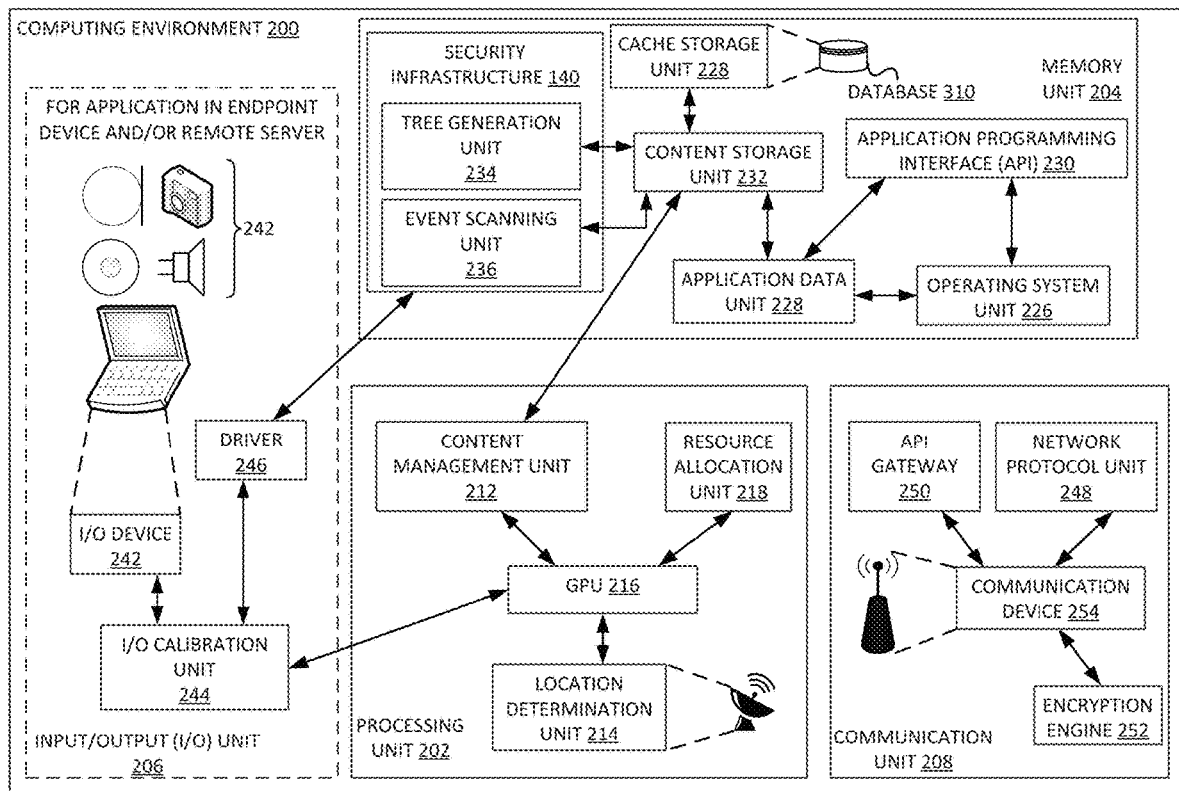 COMPUTING ENVIRONMENT 200
FOR APPLICATION IN ENDPOINT
DEVICE AND/OR REMOTE SERVER
242
I/O DEVICE
242
DRIVER
246
I/O CALIBRATION
UNIT
244
INPUT/OUTPUT (I/O) UNIT
206
SECURITY
INFRASTRUCTURE 140
TREE GENERATION
UNIT
234
EVENT SCANNING
UNIT
236
CACHE STORAGE
UNIT 228
DATABASE 310
MEMORY
UNIT 204
CONTENT STORAGE
UNIT 232
APPLICATION PROGRAMMING
INTERFACE (API) 230
APPLICATION DATA
UNIT 228
OPERATING SYSTEM
UNIT 226
CONTENT
MANAGEMENT UNIT
212
RESOURCE
ALLOCATION
UNIT 218
GPU 216
LOCATION
DETERMINATION
UNIT 214
PROCESSING
UNIT 202
API
GATEWAY
250
NETWORK
PROTOCOL UNIT
248
COMMUNICATION
DEVICE 254
ENCRYPTION
ENGINE 252
COMMUNICATION
UNIT 208